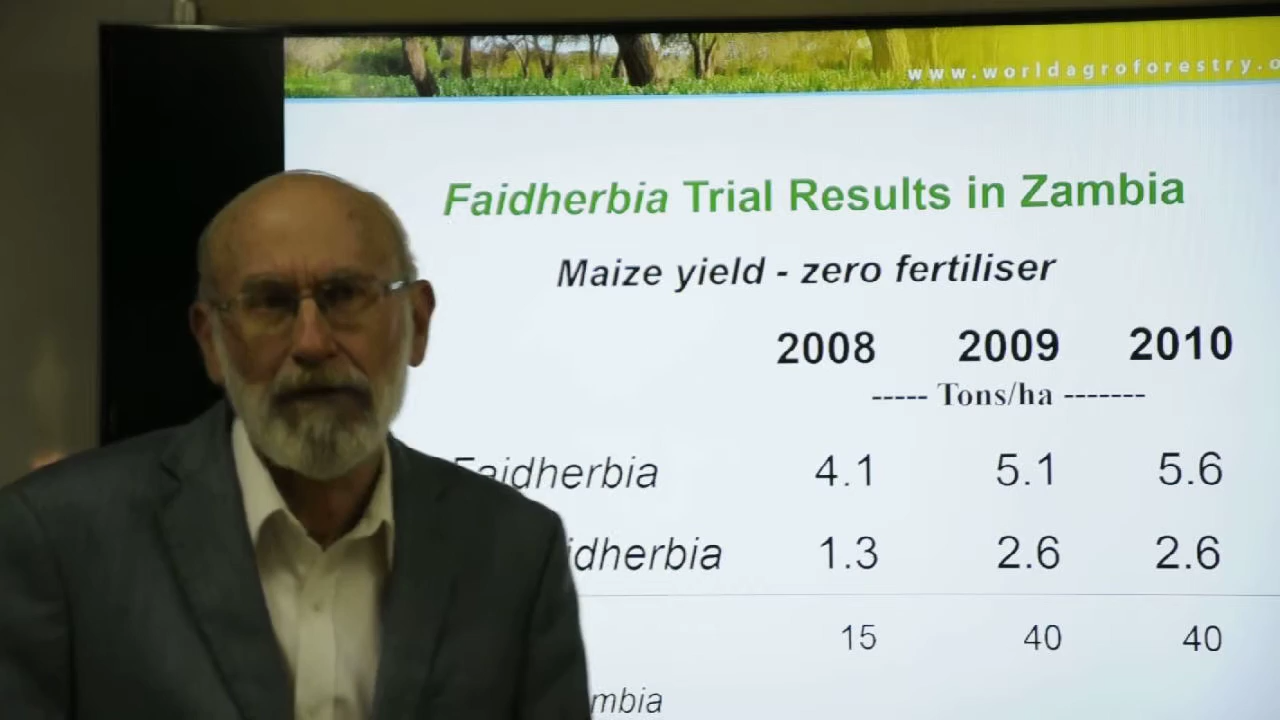 www.worldagroforestry.o
Faidherbia Trial Results in Zambia
Maize yield - zero fertiliser
2008 2009 2010
----- Tons/ha -------
Faidherbia 4.1 5.1 5.6
idherbia 1.3 2.6 2.6
15 40 40
mbia